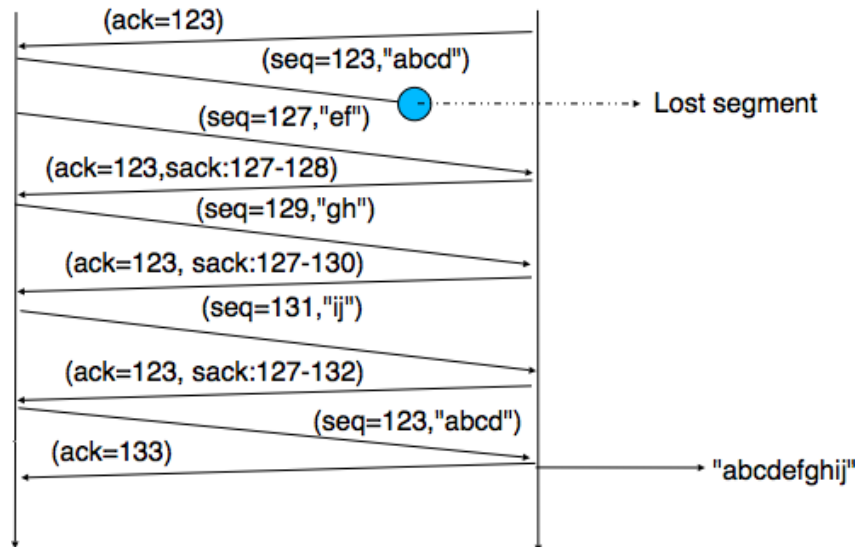 (ack=123)
(seq=123,"abcd")
Lost segment
(seq=127,"ef")
(ack=123,sack:127-128)
(seq=129,"gh")
(ack=123, sack:127-130)
(seq=131,"ij")
(ack=123, sack:127-132)
(seq=123,"abcd")
(ack=133)
"abcdefghij"